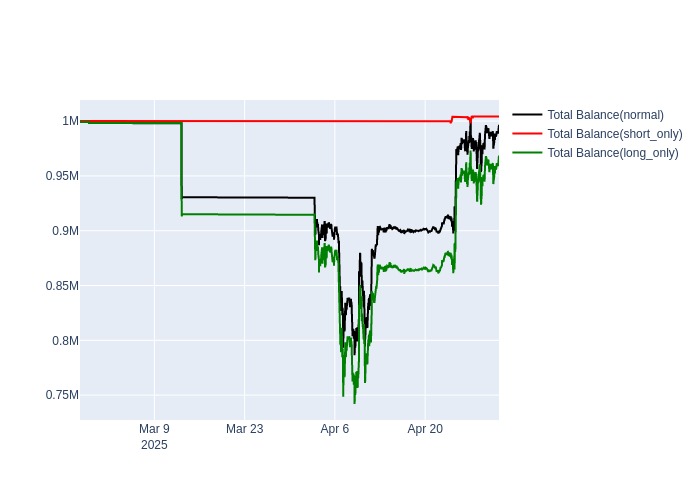 1M
0.95M
0.9M
0.85M
0.8M
0.75M
Mar 9
2025
Mar 23
Apr 6
Apr 20
Total Balance(normal)
Total Balance(short_only)
Total Balance(long_only)